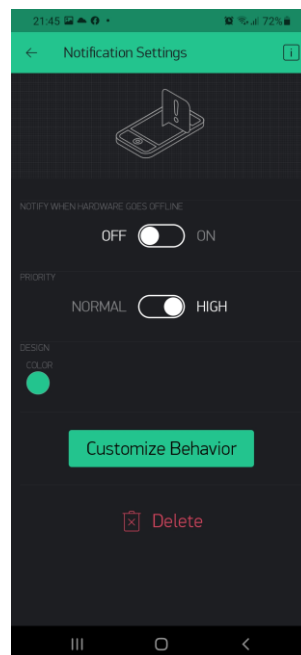 21:45 72%
Notification Settings
NOTIFY WHEN HARDWARE GOES OFFLINE
OFF ON
PRIORITY
NORMAL HIGH
DESIGN
COLOR
Customize Behavior
Delete